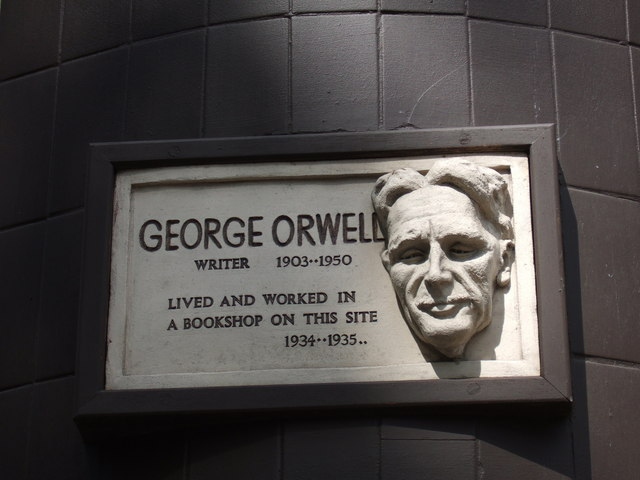 GEORGE ORWELL
WRITER 1903··1950
LIVED AND WORKED IN
A BOOKSHOP ON THIS SITE
1934··1935..